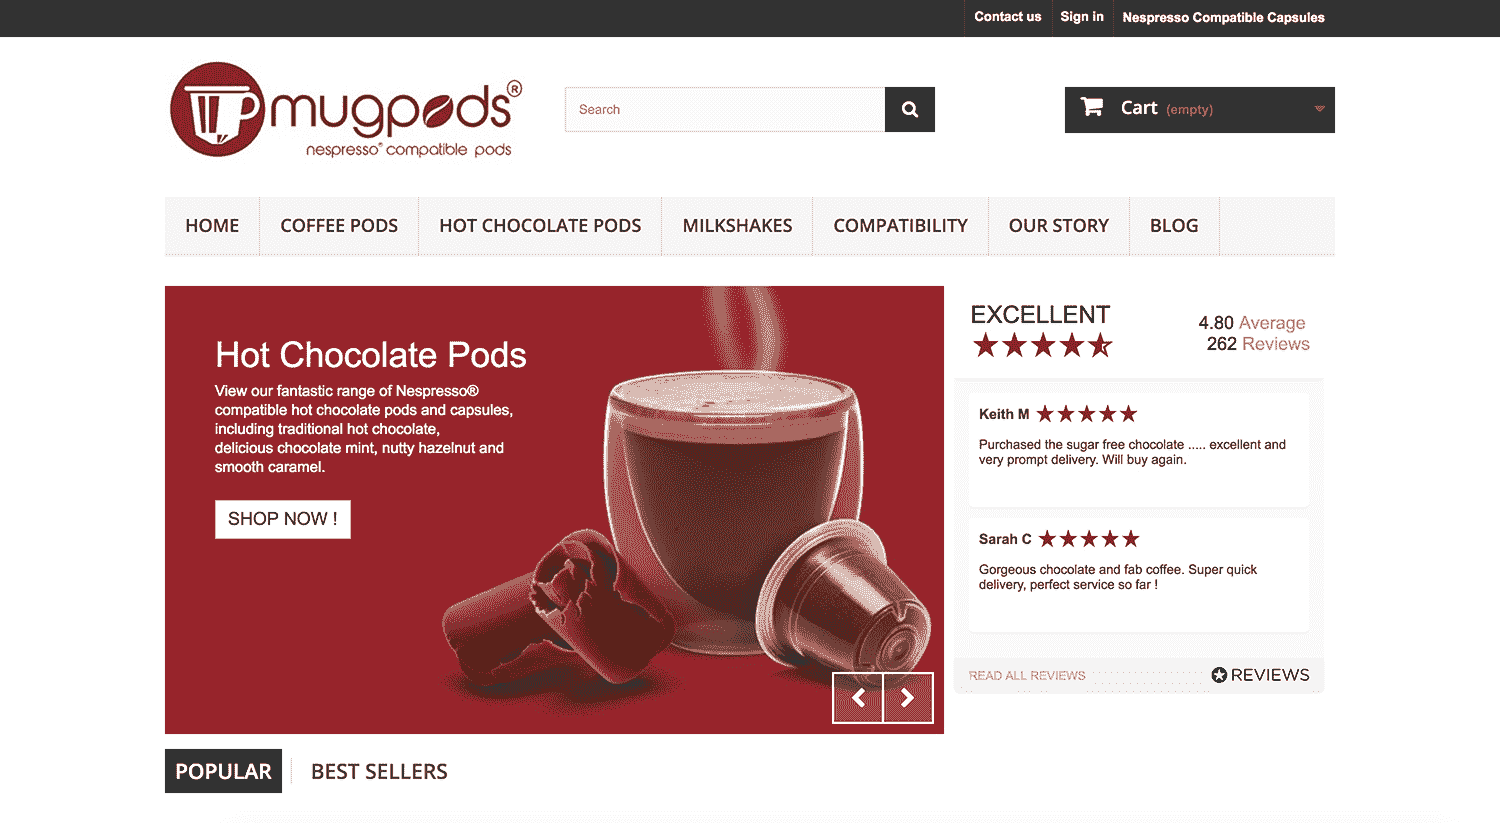 Contact us
Sign in
Nespresso Compatible Capsules
mugpods®
nespresso® compatible pods
Search
Cart (empty)
HOME
COFFEE PODS
HOT CHOCOLATE PODS
MILKSHAKES
COMPATIBILITY
OUR STORY
BLOG
Hot Chocolate Pods
View our fantastic range of Nespresso®
compatible hot chocolate pods and capsules,
including traditional hot chocolate,
delicious chocolate mint, nutty hazelnut and
smooth caramel.
SHOP NOW !
EXCELLENT
4.80 Average
262 Reviews
Keith M
Purchased the sugar free chocolate ..... excellent and
very prompt delivery. Will buy again.
Sarah C
Gorgeous chocolate and fab coffee. Super quick
delivery, perfect service so far !
READ ALL REVIEWS
REVIEWS
POPULAR
BEST SELLERS